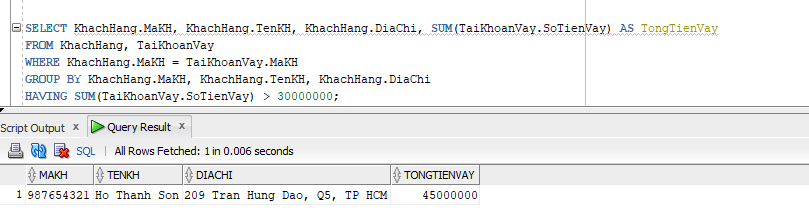 SELECT KhachHang.MaKH, KhachHang.TenKH, KhachHang.DiaChi, SUM(TaiKhoanVay.SoTienVay) AS TongTienVay
FROM KhachHang, TaiKhoanVay
WHERE KhachHang.MaKH = TaiKhoanVay.MaKH
GROUP BY KhachHang.MaKH, KhachHang.TenKH, KhachHang.DiaChi
HAVING SUM(TaiKhoanVay.SoTienVay) > 30000000;
Script Output x Query Result x
SQL | All Rows Fetched: 1 in 0.006 seconds
MAKH TENKH DIACHI TONGTIENVAY
1 987654321 Ho Thanh Son 209 Tran Hung Dao, Q5, TP HCM 45000000